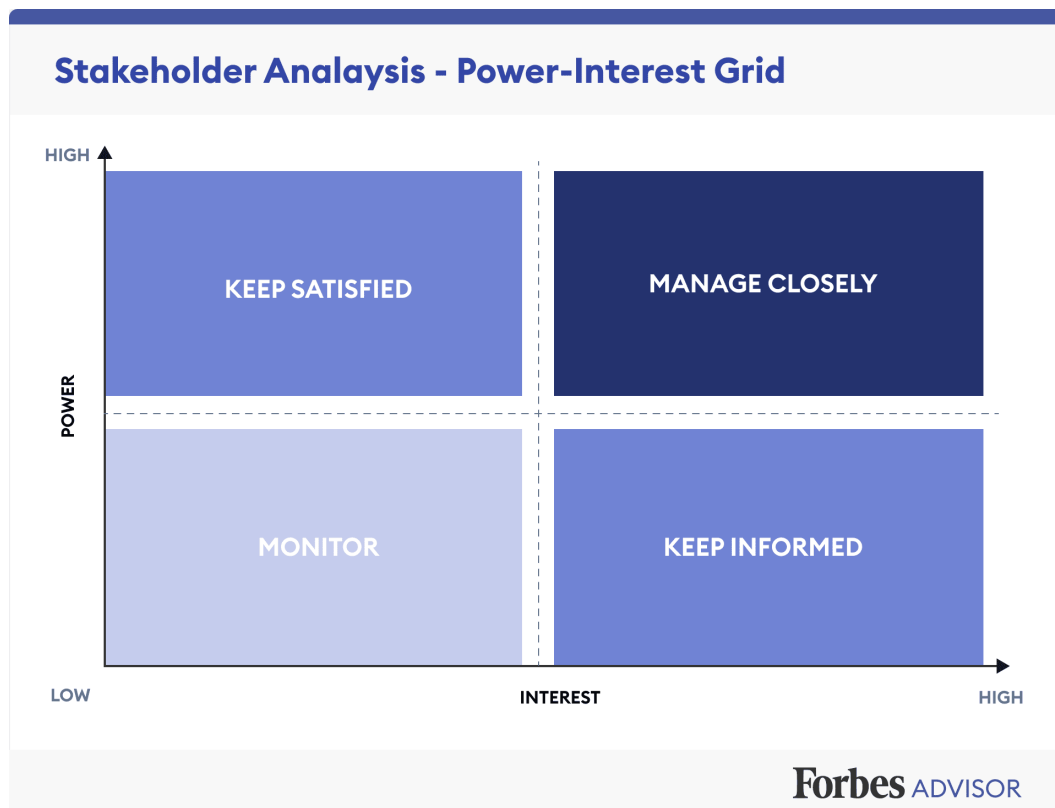 Stakeholder Analaysis - Power-Interest Grid
HIGH
KEEP SATISFIED
MANAGE CLOSELY
POWER
MONITOR
KEEP INFORMED
LOW
INTEREST
HIGH
Forbes ADVISOR